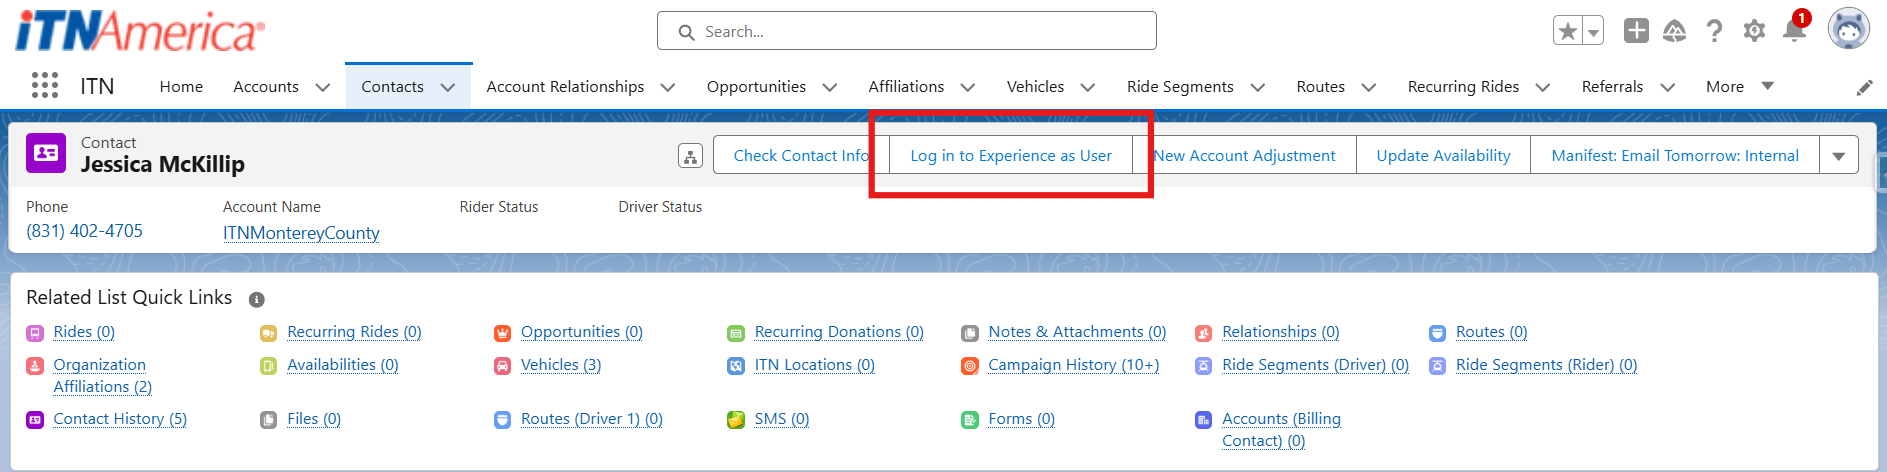 iTNAmerica®
Search...
1
ITN Home Accounts Contacts Account Relationships Opportunities Affiliations Vehicles Ride Segments Routes Recurring Rides Referrals More
Contact
Jessica McKillip
Check Contact Info Log in to Experience as User New Account Adjustment Update Availability Manifest: Email Tomorrow: Internal
Phone Account Name Rider Status Driver Status
(831) 402-4705 ITNMontereyCounty
Related List Quick Links
Rides (0) Recurring Rides (0) Opportunities (0) Recurring Donations (0) Notes & Attachments (0) Relationships (0) Routes (0)
Organization Availabilities (0) Vehicles (3) ITN Locations (0) Campaign History (10+) Ride Segments (Driver) (0) Ride Segments (Rider) (0)
Affiliations (2)
Contact History (5) Files (0) Routes (Driver 1) (0) SMS (0) Forms (0) Accounts (Billing
Contact) (0)